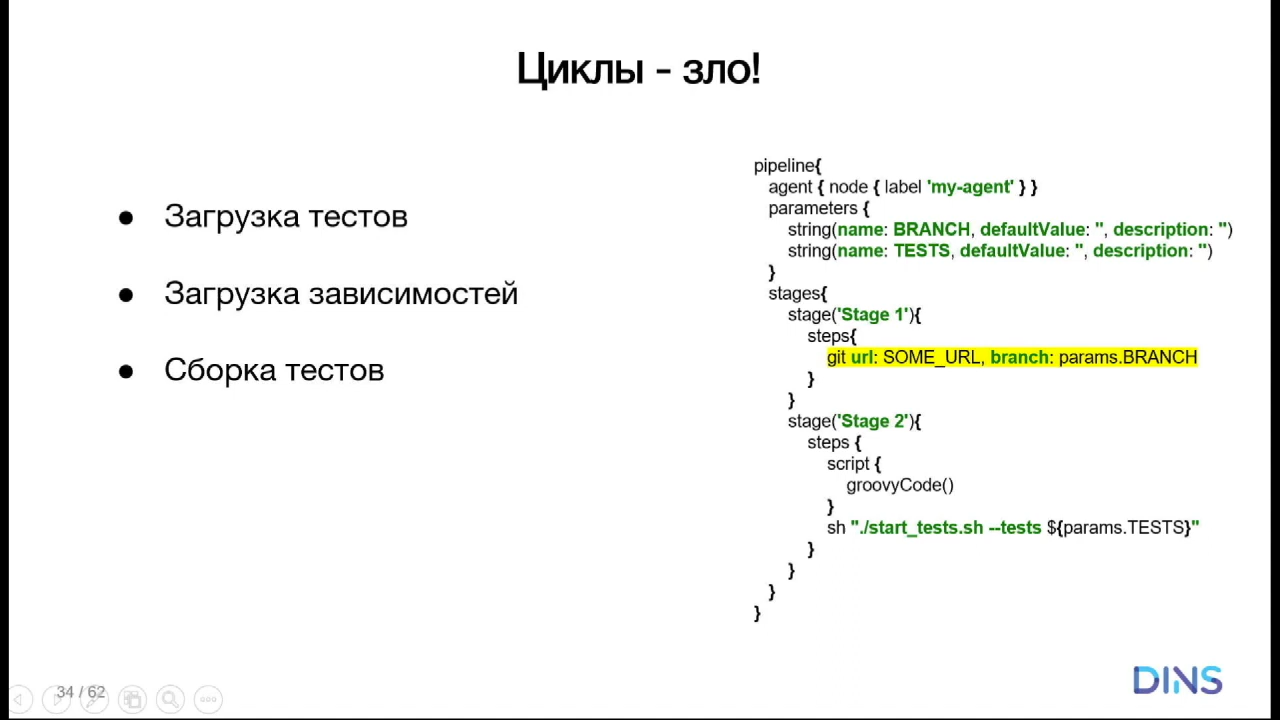 Циклы - зло!
● Загрузка тестов
● Загрузка зависимостей
● Сборка тестов
pipeline{
agent { node { label 'my-agent' } }
parameters {
string(name: BRANCH, defaultValue: '', description: '')
string(name: TESTS, defaultValue: '', description: '')
}
stages{
stage('Stage 1'){
steps{
git url: SOME_URL, branch: params.BRANCH
}
}
stage('Stage 2'){
steps {
script {
groovyCode()
}
sh "./start_tests.sh --tests ${params.TESTS}"
}
}
}
}
34 / 62
DINS